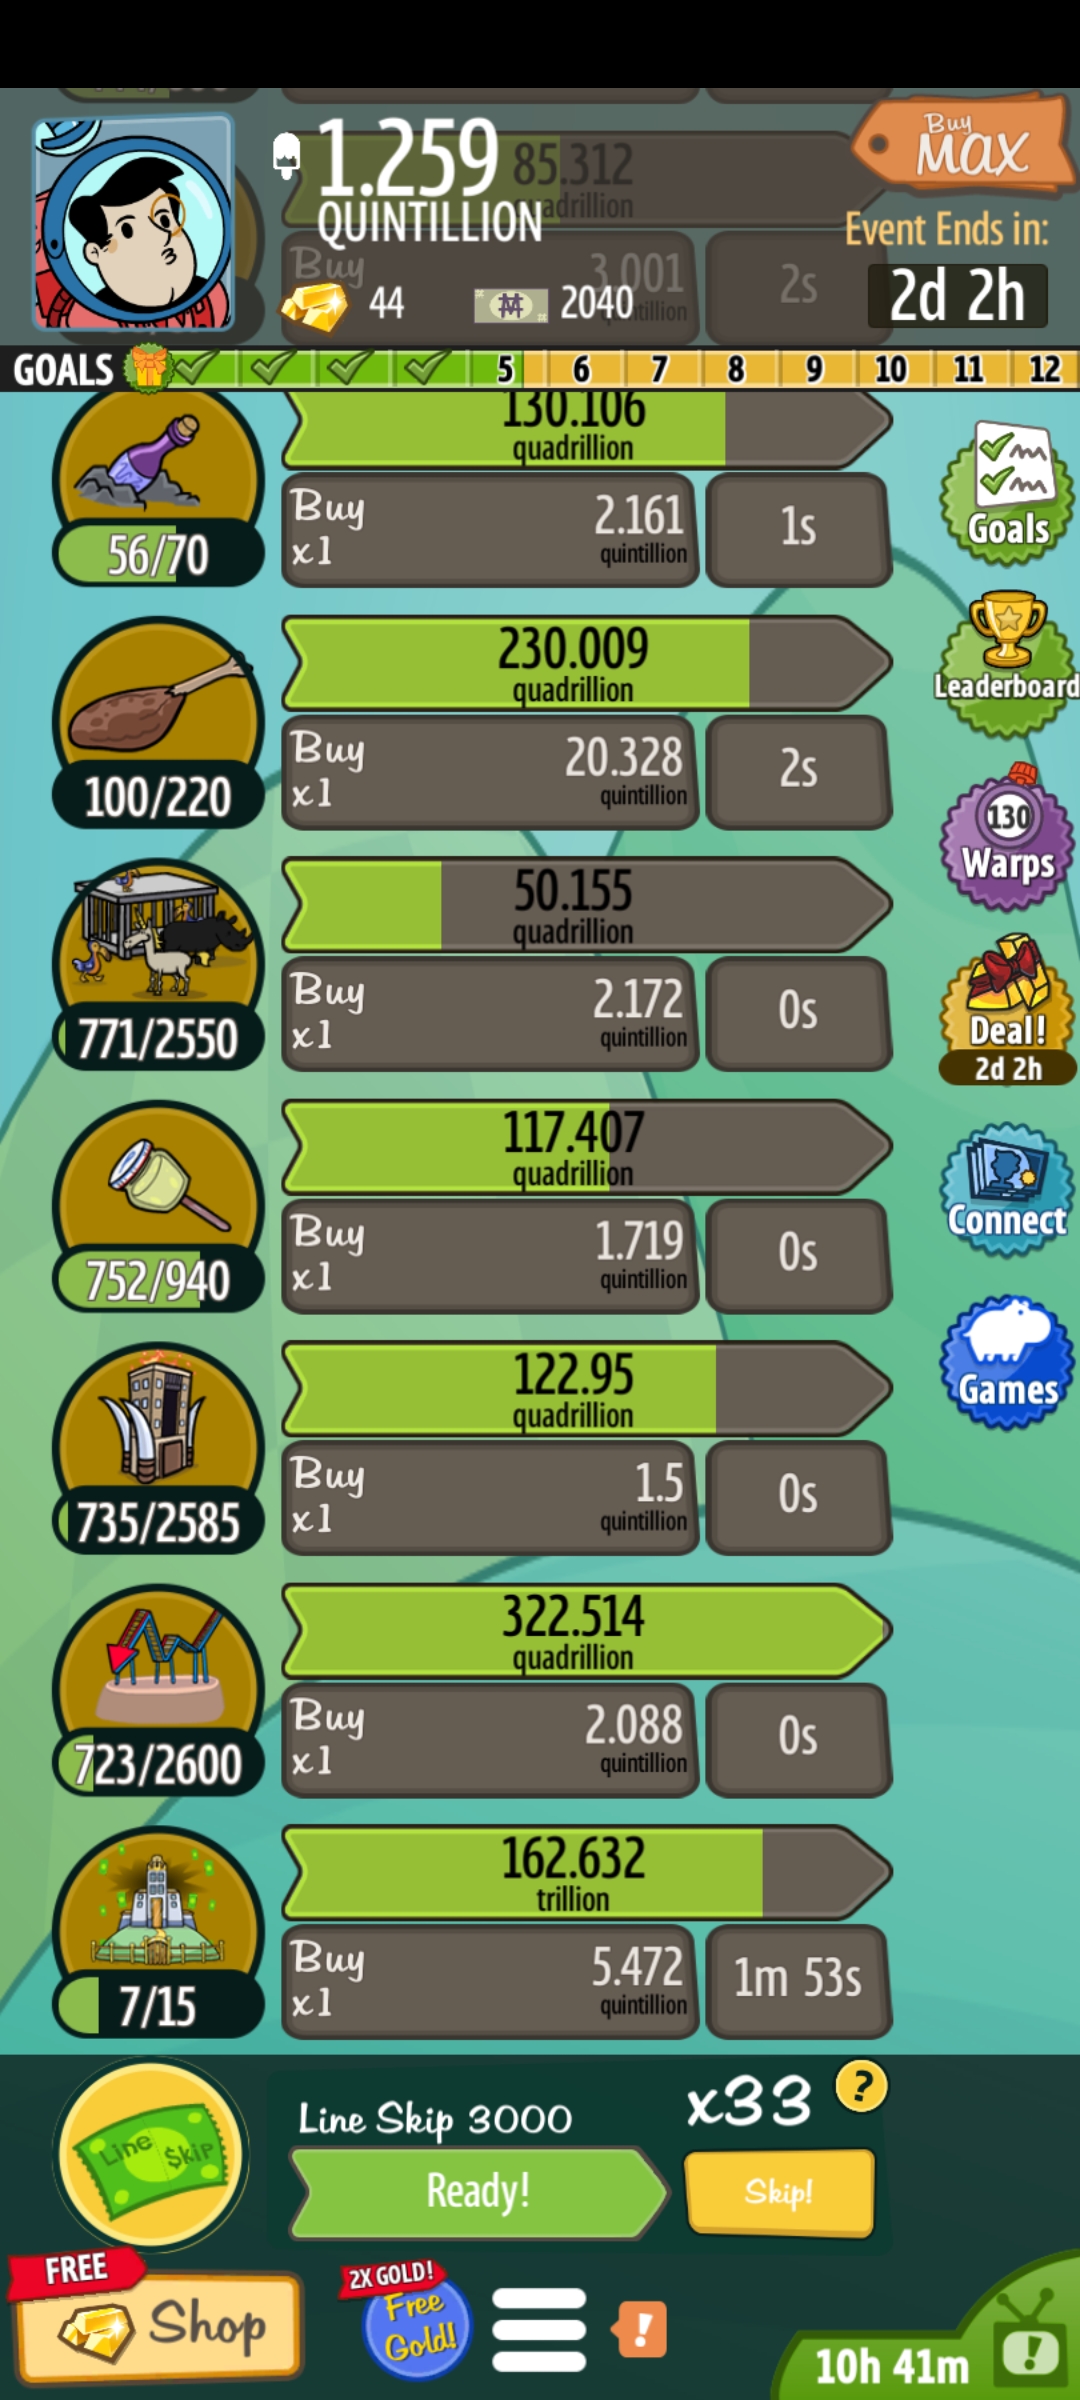 1.259
QUINTILLION
85.312
quadrillion
Buy
MAX
Event Ends in:
2d 2h
Buy
3.001
2s
44
2040
GOALS
5
6
7
8
9
10
11
12
130.106
quadrillion
Buy
x1
2.161
quintillion
1s
56/70
Goals
230.009
quadrillion
Buy
x1
20.328
quintillion
2s
100/220
Leaderboard
130
Warps
50.155
quadrillion
Buy
x1
2.172
quintillion
0s
771/2550
Deal!
2d 2h
117.407
quadrillion
Buy
x1
1.719
quintillion
0s
752/940
Connect
122.95
quadrillion
Buy
x1
1.5
quintillion
0s
735/2585
Games
322.514
quadrillion
Buy
x1
2.088
quintillion
0s
723/2600
162.632
trillion
Buy
x1
5.472
quintillion
1m 53s
7/15
Line $kip
Line Skip 3000
x33
?
Ready!
Skip!
FREE
Shop
2X GOLD!
Free
Gold!
!
10h 41m
!